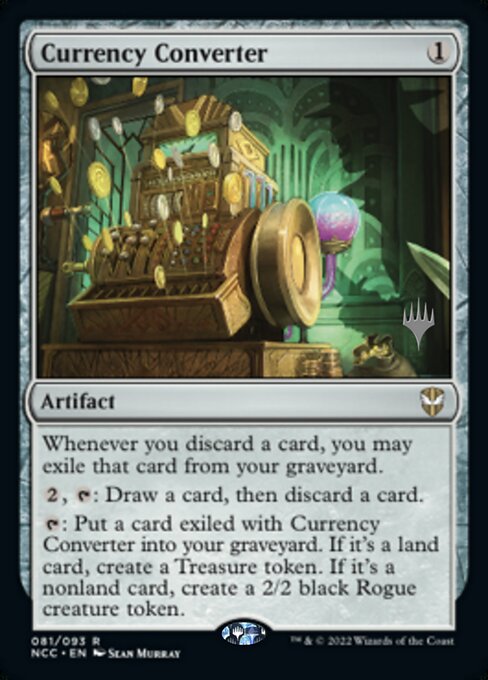 Currency Converter 1
Artifact
Whenever you discard a card, you may
exile that card from your graveyard.
2, T: Draw a card, then discard a card.
T: Put a card exiled with Currency
Converter into your graveyard. If it's a land
card, create a Treasure token. If it's a
nonland card, create a 2/2 black Rogue
creature token.
081/093 R
NCC • EN Sean Murray
™ & © 2022 Wizards of the Coast